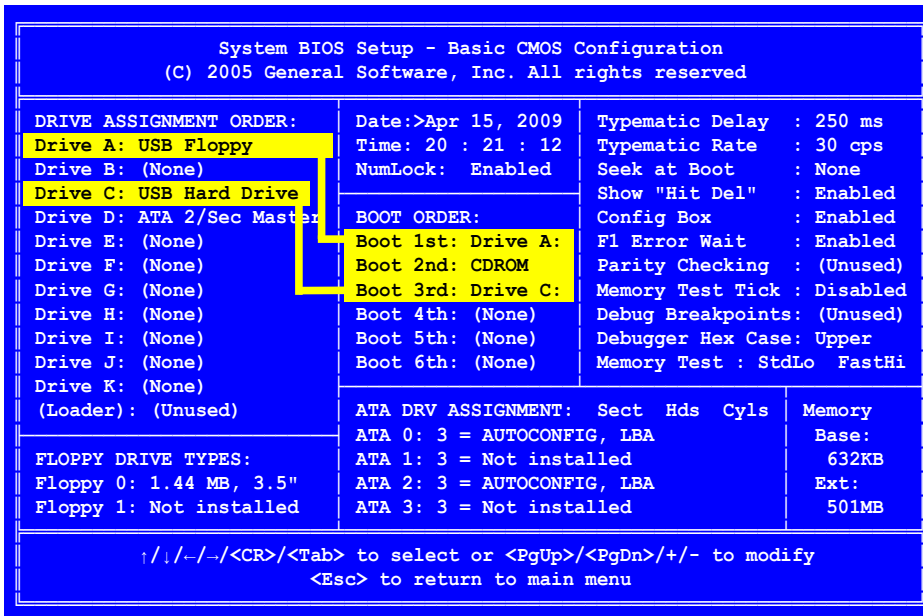 System BIOS Setup - Basic CMOS Configuration
(C) 2005 General Software, Inc. All rights reserved
DRIVE ASSIGNMENT ORDER:
Drive A: USB Floppy
Drive B: (None)
Drive C: USB Hard Drive
Drive D: ATA 2/Sec Master
Drive E: (None)
Drive F: (None)
Drive G: (None)
Drive H: (None)
Drive I: (None)
Drive J: (None)
Drive K: (None)
(Loader): (Unused)
FLOPPY DRIVE TYPES:
Floppy 0: 1.44 MB, 3.5"
Floppy 1: Not installed
Date:>Apr 15, 2009
Time: 20 : 21 : 12
NumLock: Enabled
BOOT ORDER:
Boot 1st: Drive A:
Boot 2nd: CDROM
Boot 3rd: Drive C:
Boot 4th: (None)
Boot 5th: (None)
Boot 6th: (None)
Typematic Delay : 250 ms
Typematic Rate : 30 cps
Seek at Boot : None
Show "Hit Del" : Enabled
Config Box : Enabled
F1 Error Wait : Enabled
Parity Checking : (Unused)
Memory Test Tick : Disabled
Debug Breakpoints: (Unused)
Debugger Hex Case: Upper
Memory Test : StdLo FastHi
ATA DRV ASSIGNMENT: Sect Hds Cyls
ATA 0: 3 = AUTOCONFIG, LBA
ATA 1: 3 = Not installed
ATA 2: 3 = AUTOCONFIG, LBA
ATA 3: 3 = Not installed
Memory
Base:
632KB
Ext:
501MB
↑/↓/←/→/<CR>/<Tab> to select or <PgUp>/<PgDn>/+/- to modify
<Esc> to return to main menu